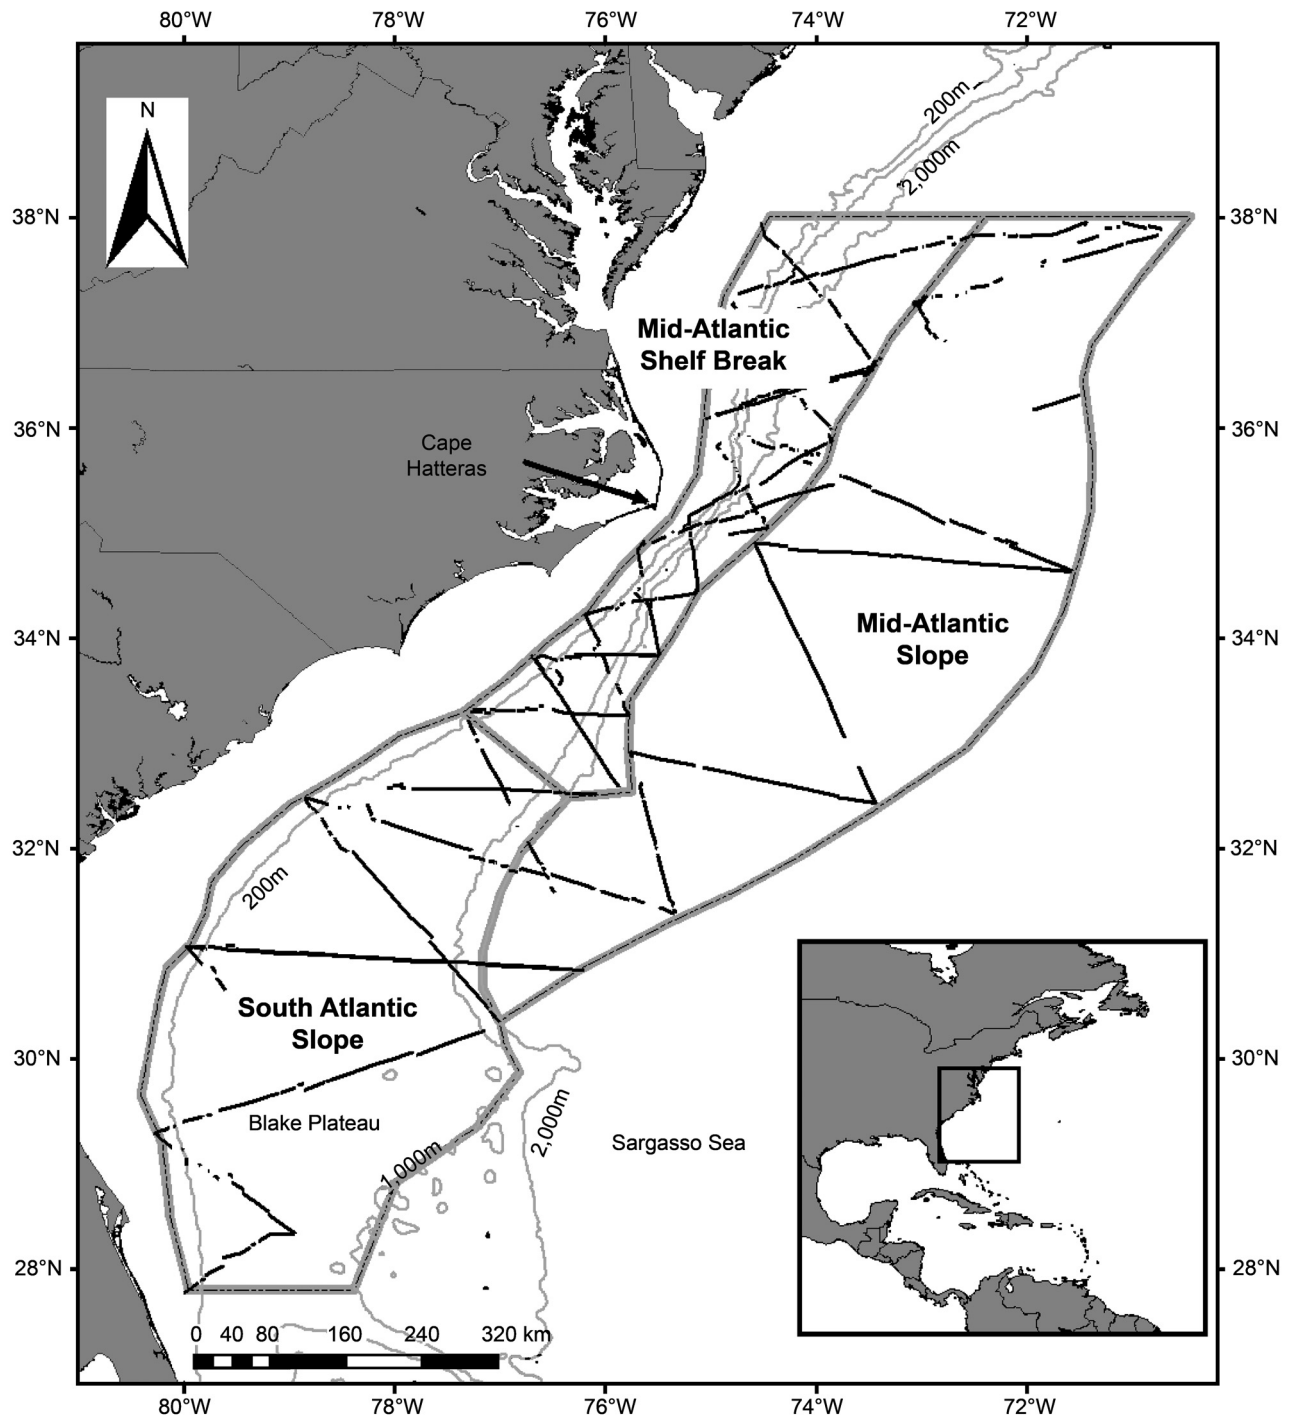 80°W 78°W 76°W 74°W 72°W
N
200m
2,000m
38°N 38°N
Mid-Atlantic
Shelf Break
36°N 36°N
Cape
Hatteras
34°N 34°N
Mid-Atlantic
Slope
32°N 32°N
200m
South Atlantic
Slope
30°N 30°N
Blake Plateau
2,000m
Sargasso Sea
1,000m
28°N 28°N
0 40 80 160 240 320 km
80°W 78°W 76°W 74°W 72°W